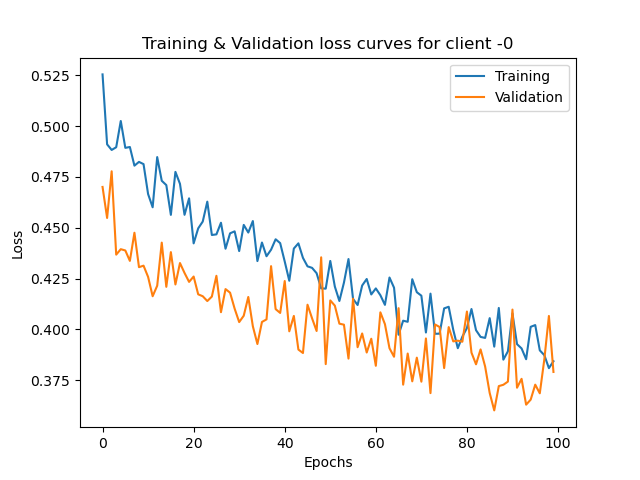 Training & Validation loss curves for client -0
Training
Validation
0.525
0.500
0.475
0.450
0.425
0.400
0.375
Loss
0
20
40
60
80
100
Epochs